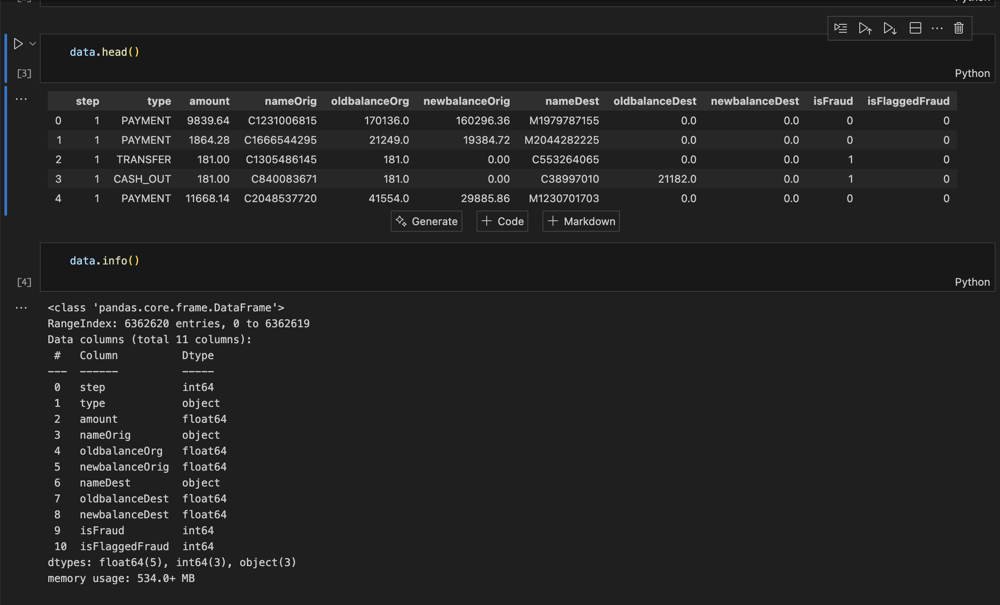 data.head()
[3]
Python
step type amount nameOrig oldbalanceOrg newbalanceOrig nameDest oldbalanceDest newbalanceDest isFraud isFlaggedFraud
0 1 PAYMENT 9839.64 C1231006815 170136.0 160296.36 M1979787155 0.0 0.0 0 0
1 1 PAYMENT 1864.28 C1666544295 21249.0 19384.72 M2044282225 0.0 0.0 0 0
2 1 TRANSFER 181.00 C1305486145 181.0 0.00 C553264065 0.0 0.0 1 0
3 1 CASH_OUT 181.00 C840083671 181.0 0.00 C38997010 21182.0 0.0 1 0
4 1 PAYMENT 11668.14 C2048537720 41554.0 29885.86 M1230701703 0.0 0.0 0 0
Generate + Code + Markdown
data.info()
[4]
Python
<class 'pandas.core.frame.DataFrame'>
RangeIndex: 6362620 entries, 0 to 6362619
Data columns (total 11 columns):
# Column Dtype
--- ------ -----
0 step int64
1 type object
2 amount float64
3 nameOrig object
4 oldbalanceOrg float64
5 newbalanceOrig float64
6 nameDest object
7 oldbalanceDest float64
8 newbalanceDest float64
9 isFraud int64
10 isFlaggedFraud int64
dtypes: float64(5), int64(3), object(3)
memory usage: 534.0+ MB